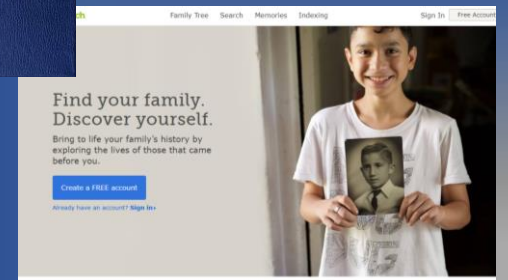 Family Tree Search Memories Indexing Sign In Free Account
Find your family.
Discover yourself.
Bring to life your family's history by
exploring the lives of those that came
before you.
Create a FREE account
Already have an account? Sign In›